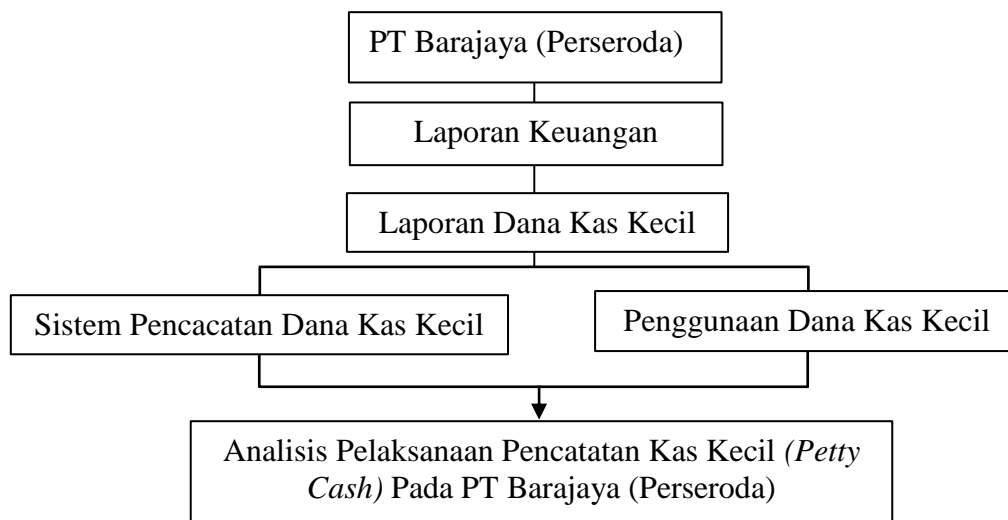 PT Barajaya (Perseroda)
Laporan Keuangan
Laporan Dana Kas Kecil
Sistem Pencacatan Dana Kas Kecil
Penggunaan Dana Kas Kecil
Analisis Pelaksanaan Pencatatan Kas Kecil (Petty
Cash) Pada PT Barajaya (Perseroda)